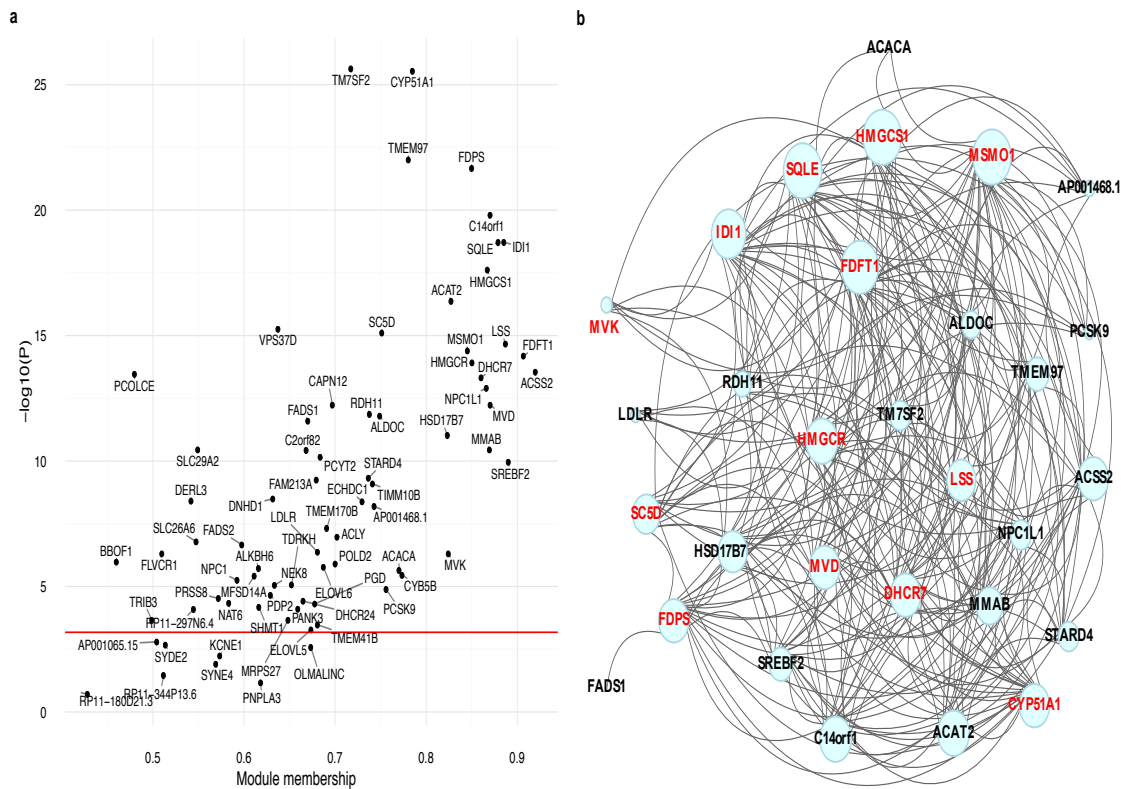 a
TM7SF2
CYP51A1
TMEM97
FDPS
C14orf1
SQLE
IDI1
HMGCS1
ACAT2
VPS37D
SC5D
LSS
MSMO1
FDFT1
HMGCR
DHCR7
ACSS2
PCOLCE
NPC1L1
CAPN12
MVD
RDH11
FADS1
ALDOC
HSD17B7
MMAB
C2orf82
SLC29A2
PCYT2
STARD4
SREBF2
FAM213A
ECHDC1
TIMM10B
DERL3
DNHD1
AP001468.1
TMEM170B
LDLR
SLC26A6
FADS2
TDRKH
ACLY
BBOF1
FLVCR1
ALKBH6
POLD2
ACACA
MVK
NPC1
NEK8
PGD
CYB5B
PRSS8
MFSD14A
ELOVL6
PCSK9
TRIB3
NAT6
PDP2
DHCR24
RP11-297N6.4
PANK3
SHMT1
TMEM41B
AP001065.15
SYDE2
KCNE1
ELOVL5
SYNE4
MRPS27
OLMALINC
RP11-344P13.6
RP11-180D21.3
PNPLA3
25
20
15
10
5
0
−log10(P)
0.5
0.6
0.7
0.8
0.9
Module membership
b
ACACA
HMGCS1
MSMO1
SQLE
AP001468.1
IDI1
FDFT1
MVK
ALDOC
PCSK9
TMEM97
RDH11
LDLR
TM7SF2
HMGCR
LSS
ACSS2
SC5D
NPC1L1
HSD17B7
MVD
DHCR7
MMAB
FDPS
STARD4
SREBF2
FADS1
CYP51A1
C14orf1
ACAT2